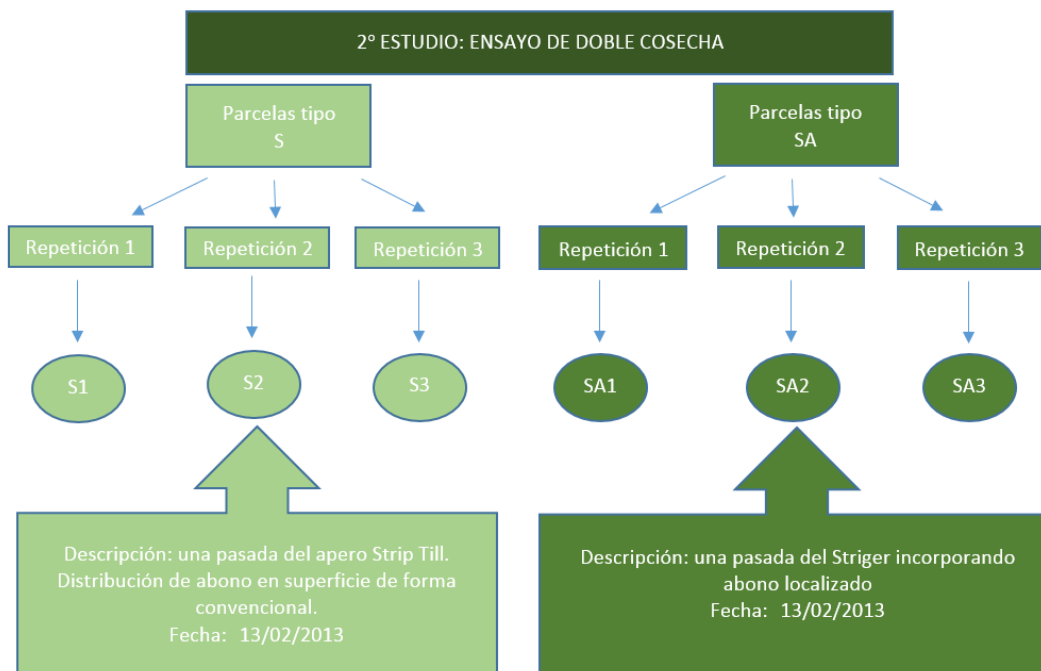 2º ESTUDIO: ENSAYO DE DOBLE COSECHA
Parcelas tipo
S
Parcelas tipo
SA
Repetición 1
Repetición 2
Repetición 3
Repetición 1
Repetición 2
Repetición 3
S1
S2
S3
SA1
SA2
SA3
Descripción: una pasada del apero Strip Till.
Distribución de abono en superficie de forma
convencional.
Fecha: 13/02/2013
Descripción: una pasada del Striger incorporando
abono localizado
Fecha: 13/02/2013